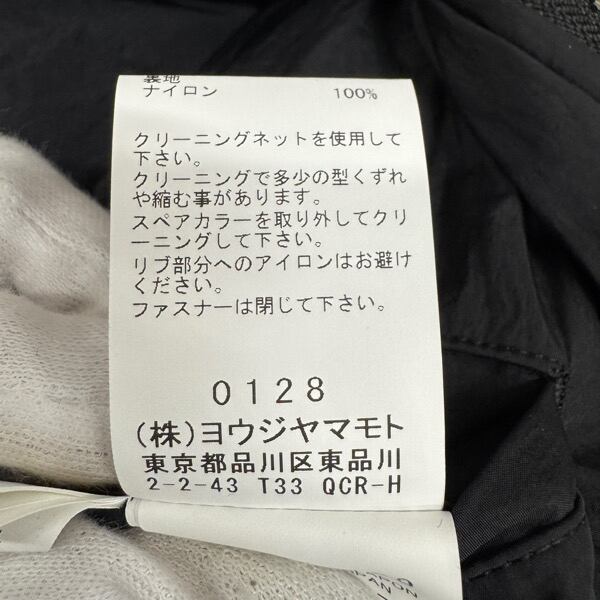 裏地
ナイロン 100%
クリーニングネットを使用して
下さい。
クリーニングで多少の型くずれ
や縮む事があります。
スペアカラーを取り外してクリ
ーニングして下さい。
リブ部分へのアイロンはお避け
ください。
ファスナーは閉じて下さい。
0128
(株)ヨウジヤマモト
東京都品川区東品川
2-2-43 T33 QCR-H